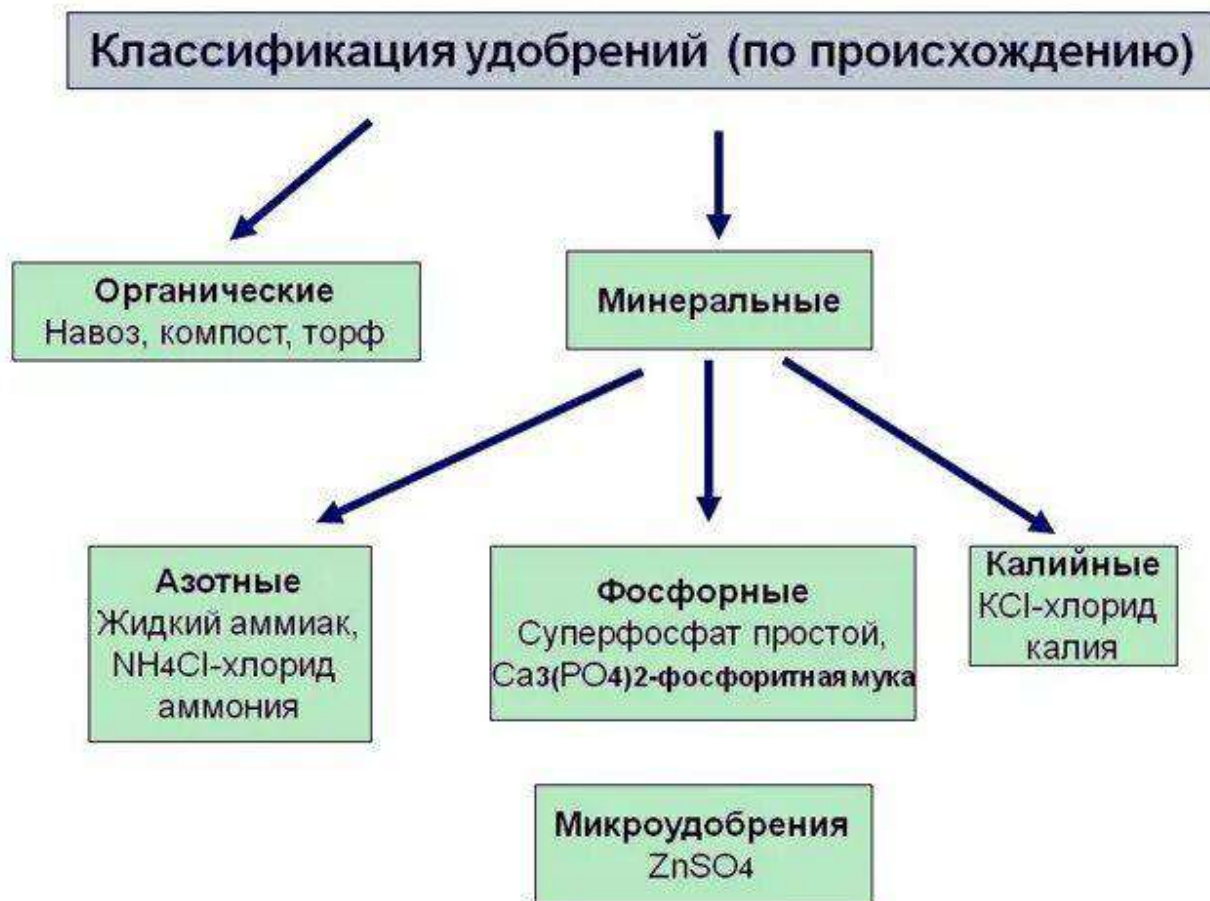 Классификация удобрений (по происхождению)
Органические
Навоз, компост, торф
Минеральные
Азотные
Жидкий аммиак,
NH4Cl-хлорид
аммония
Фосфорные
Суперфосфат простой,
Ca3(PO4)2-фосфоритная мука
Калийные
KCl-хлорид
калия
Микроудобрения
ZnSO4